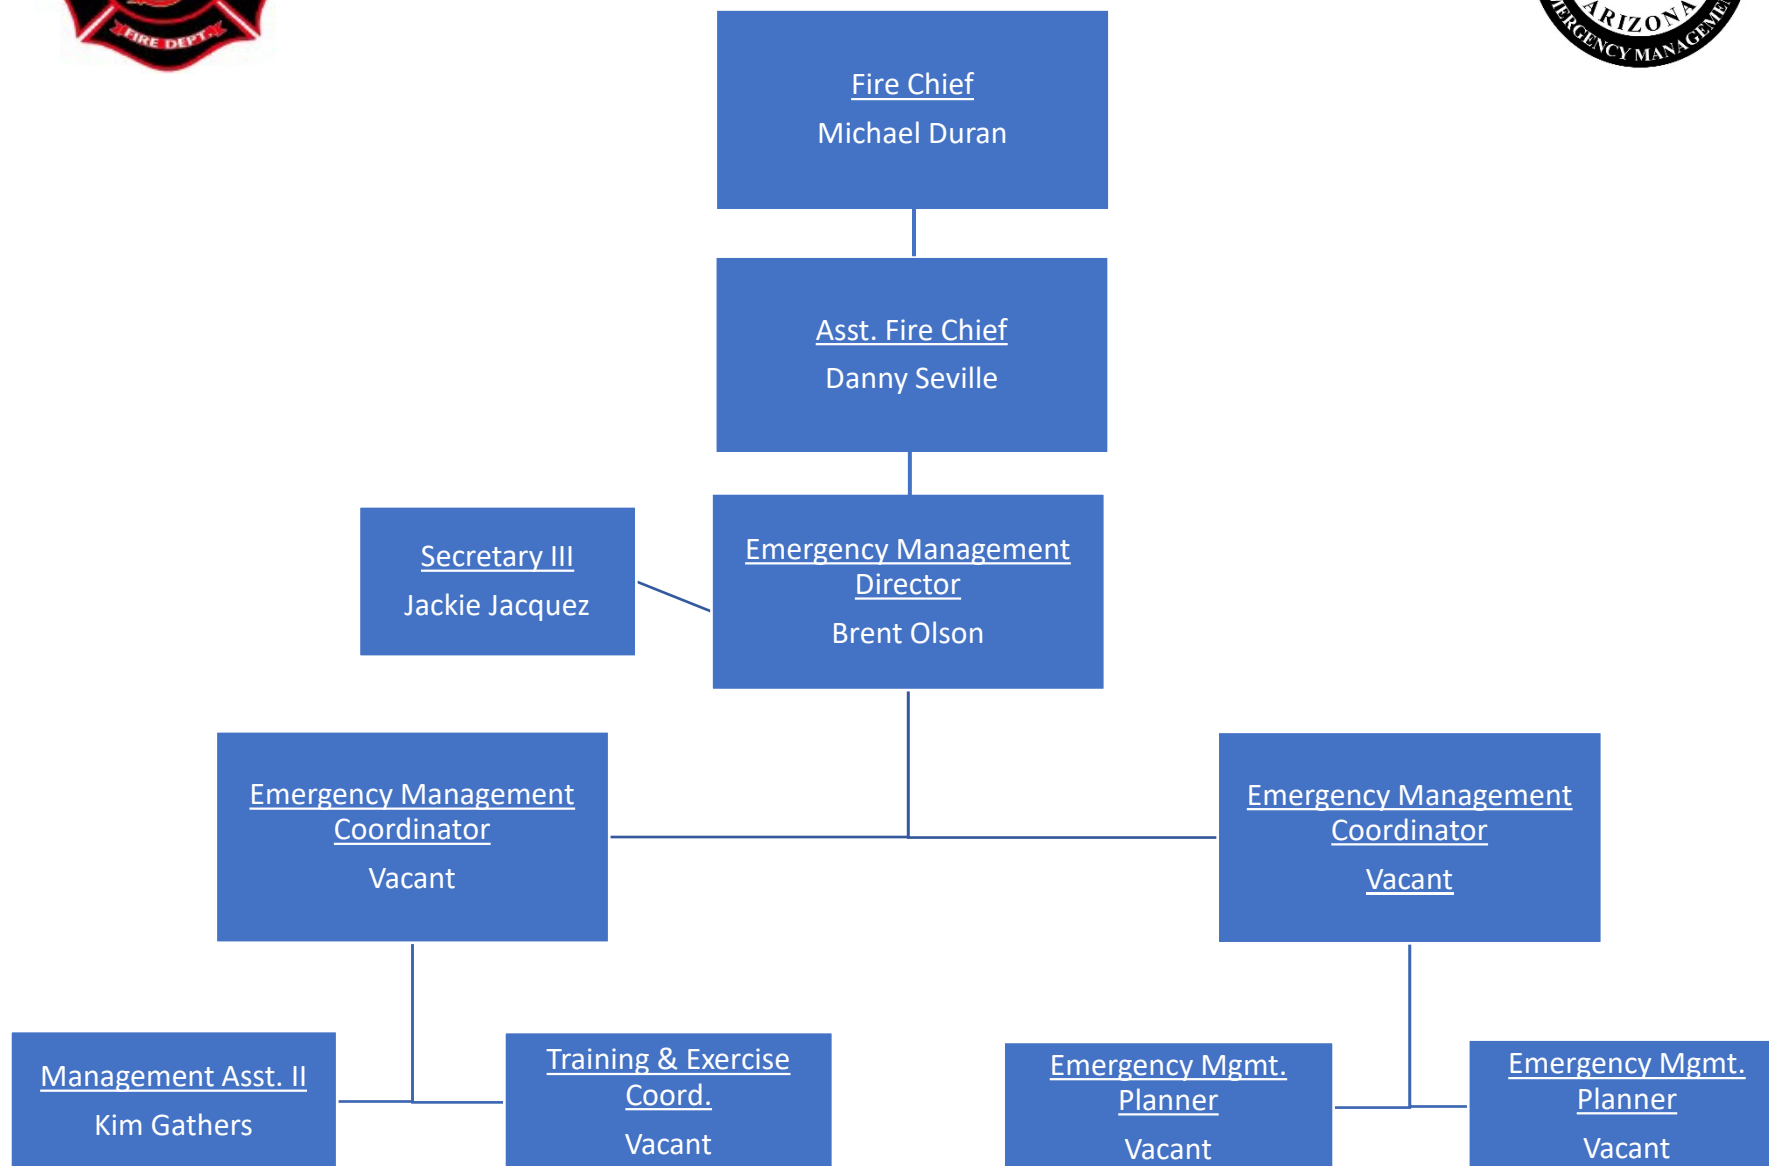 FIRE DEPT.
ARIZONA
Fire Chief
Michael Duran
Asst. Fire Chief
Danny Seville
Secretary III
Jackie Jacquez
Emergency Management
Director
Brent Olson
Emergency Management
Coordinator
Vacant
Emergency Management
Coordinator
Vacant
Management Asst. II
Kim Gathers
Training & Exercise
Coord.
Vacant
Emergency Mgmt.
Planner
Vacant
Emergency Mgmt.
Planner
Vacant